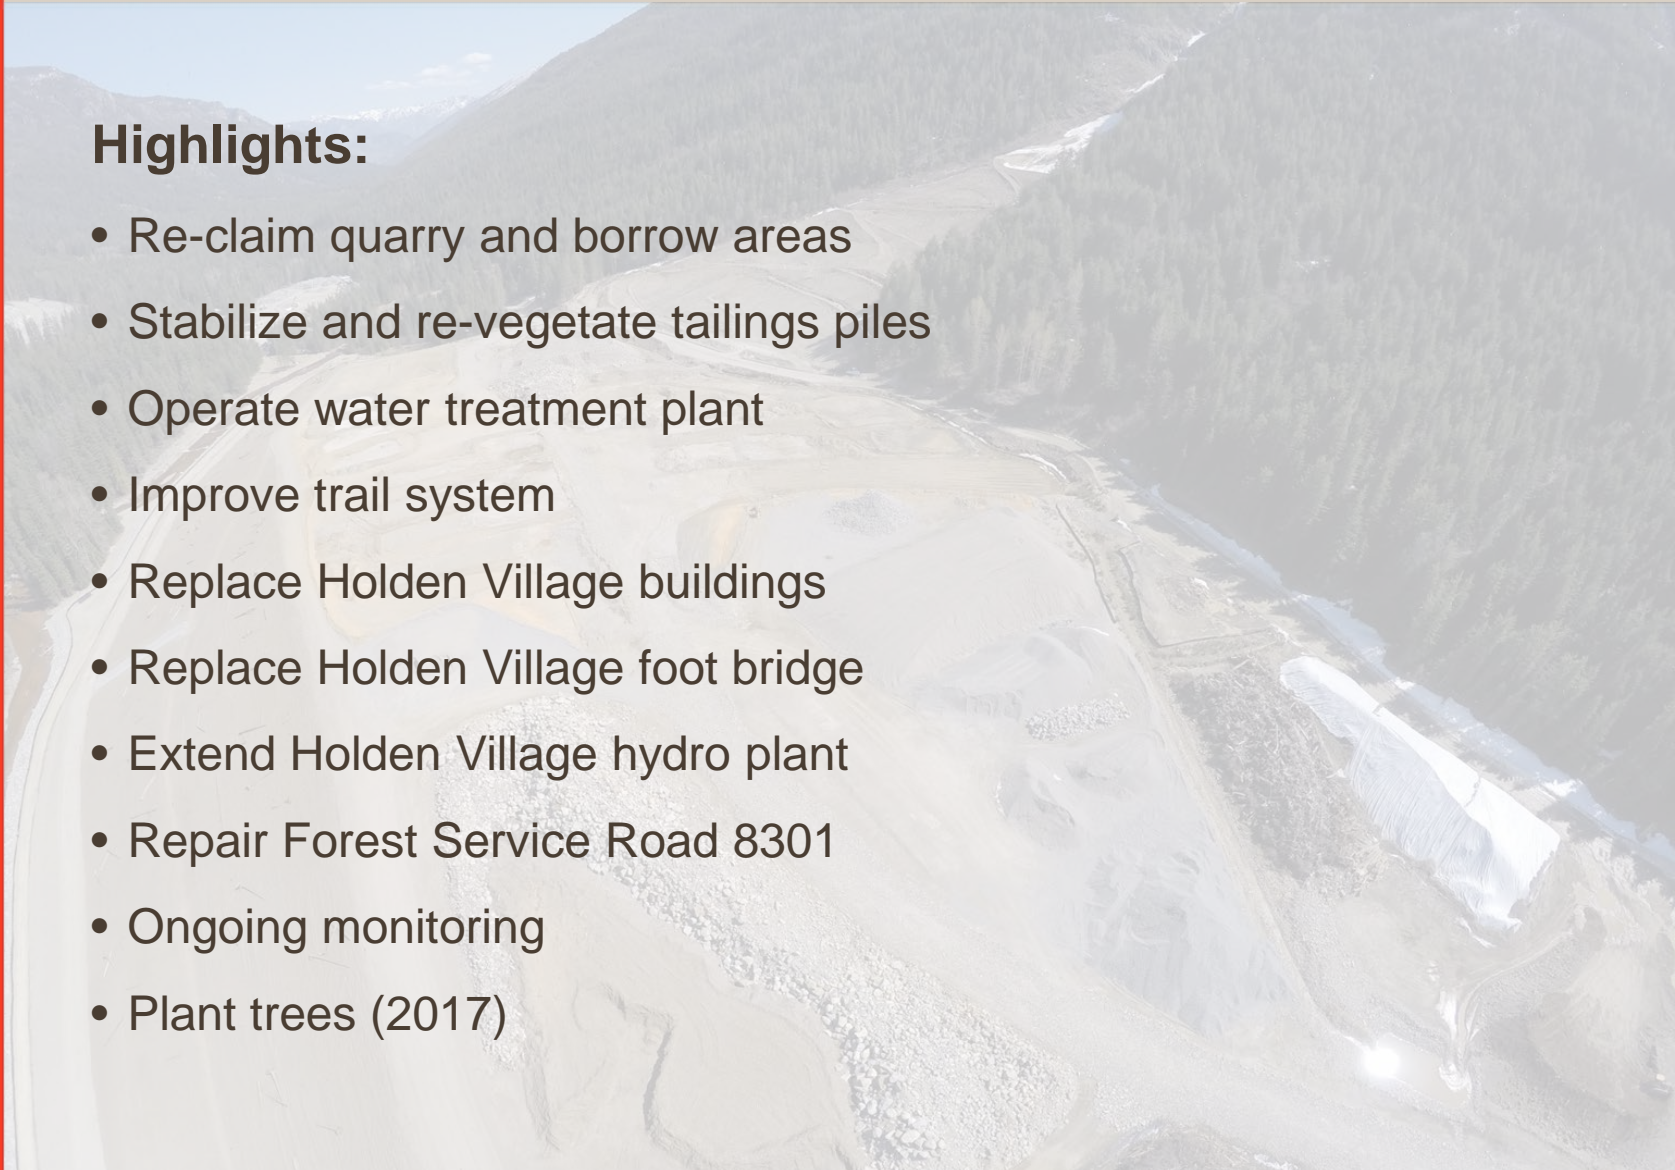 Highlights:
• Re-claim quarry and borrow areas
• Stabilize and re-vegetate tailings piles
• Operate water treatment plant
• Improve trail system
• Replace Holden Village buildings
• Replace Holden Village foot bridge
• Extend Holden Village hydro plant
• Repair Forest Service Road 8301
• Ongoing monitoring
• Plant trees (2017)